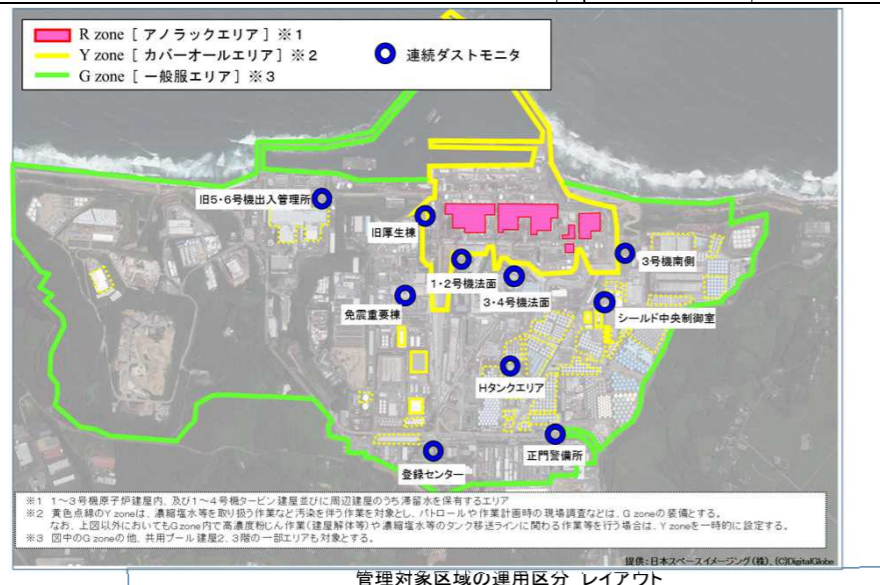 R zone [ アノラックエリア ] ※１
Y zone [ カバーオールエリア ] ※２
G zone [ 一般服エリア ] ※３
連続ダストモニタ
旧５・６号機出入管理所
旧厚生棟
３号機南側
１・２号機法面
３・４号機法面
免震重要棟
シールド中央制御室
Hタンクエリア
正門警備所
登録センター
※１ １～３号機原子炉建屋内、及び１～４号機タービン建屋並びに周辺建屋のうち滞留水を保有するエリア
※２ 黄色点線のY zoneは、濃縮塩水等を取り扱う作業など汚染を伴う作業を対象とし、パトロールや作業計画時の現場調査などは、G zoneの装備とする。
なお、上図以外においてもG zone内で高濃度粉じん作業（建屋解体等）や濃縮塩水等のタンク移送ラインに関わる作業等を行う場合は、Y zoneを一時的に設定する。
※３ 図中のG zoneの他、共用プール建屋２、３階の一部エリアも対象とする。
提供：日本スペースイメージング（株）、(C)DigitalGlobe
管理対象区域の運用区分 レイアウト